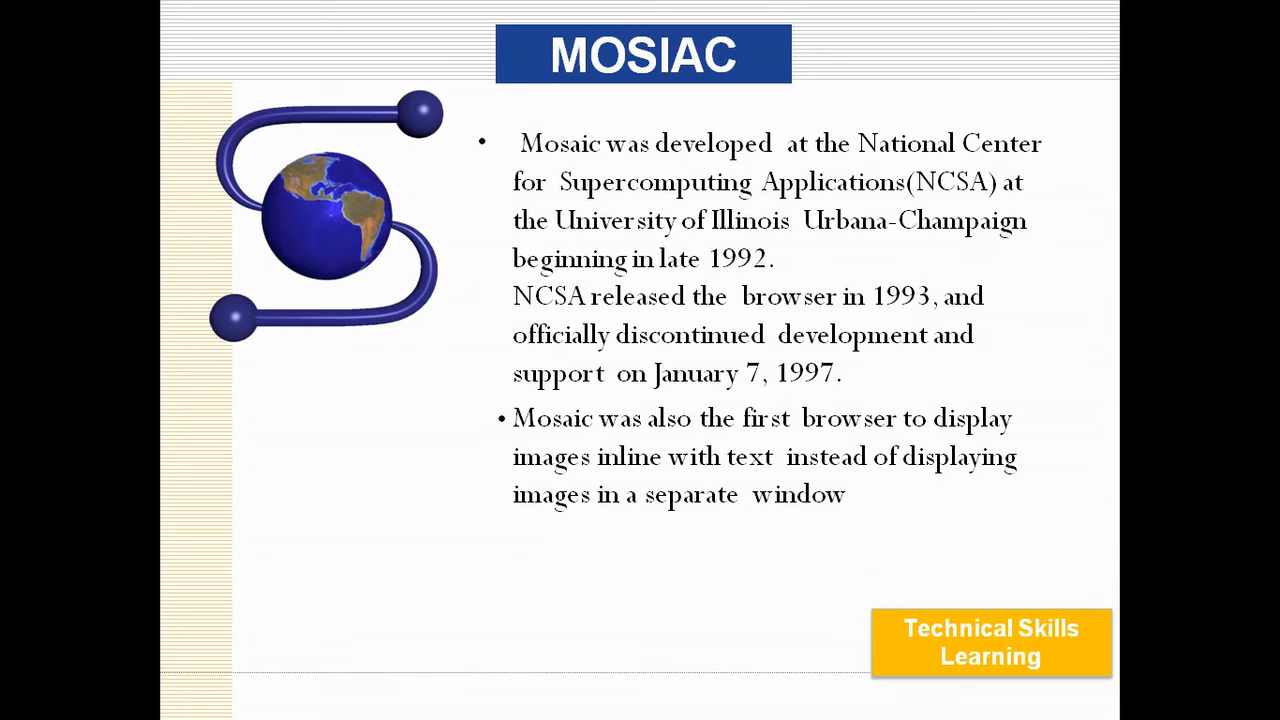 MOSIAC
• Mosaic was developed at the National Center
for Supercomputing Applications(NCSA) at
the University of Illinois Urbana-Champaign
beginning in late 1992.
NCSA released the browser in 1993, and
officially discontinued development and
support on January 7, 1997.
• Mosaic was also the first browser to display
images inline with text instead of displaying
images in a separate window
Technical Skills
Learning